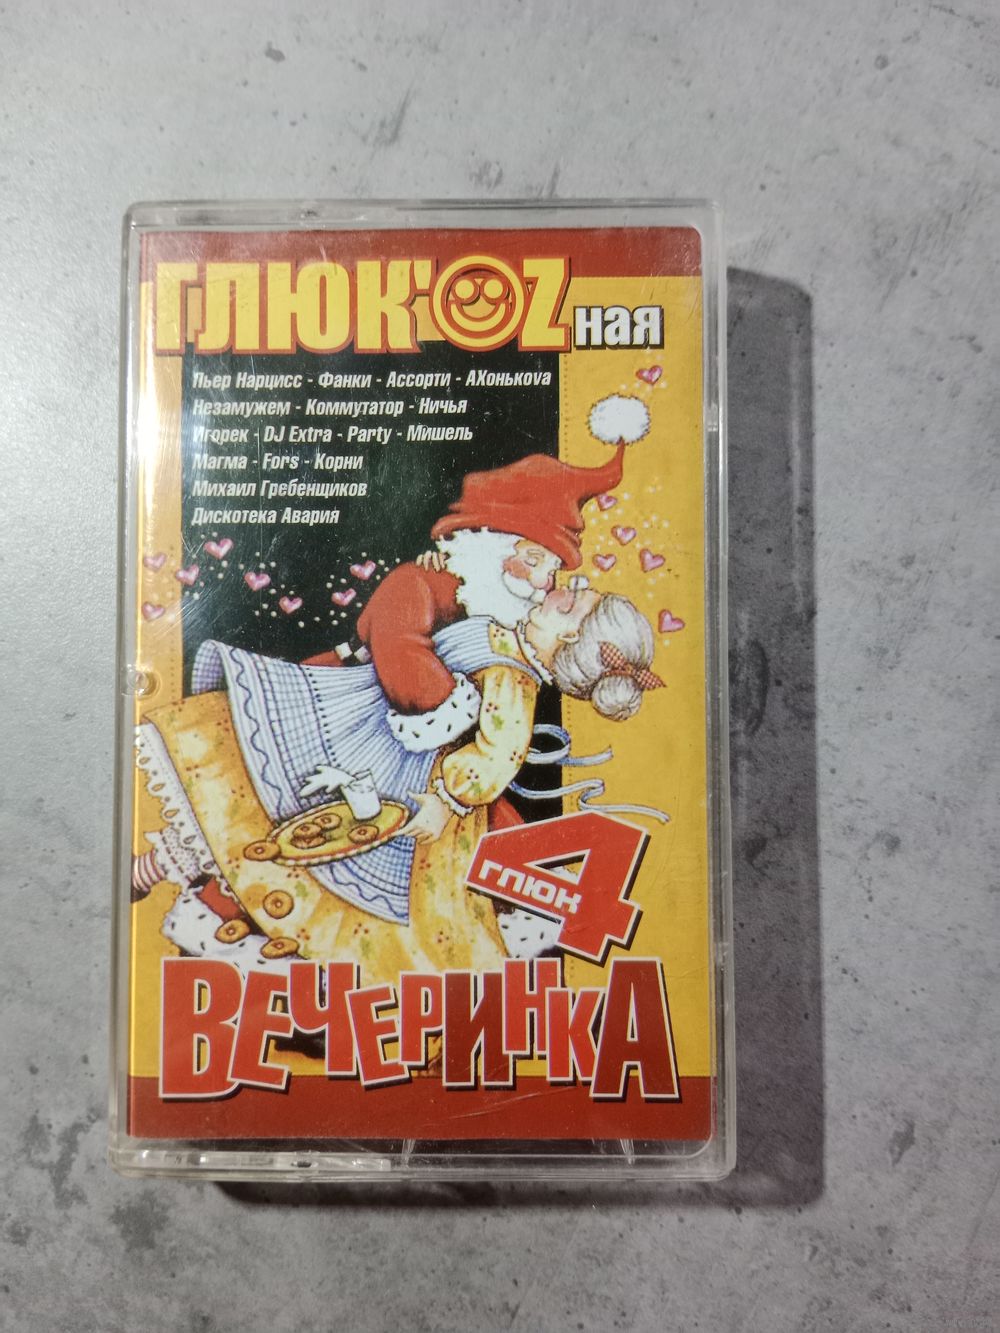 ГЛЮК'OZная
Пьер Нарцисс - Фанки - Ассорти - АХонькоva
Незамужем - Коммутатор - Ничья
Игорек - DJ Extra - Party - Мишель
Магма - Fors - Корни
Михаил Гребенщиков
Дискотека Авария
4
ГЛЮК
ВЕЧЕРИНКА